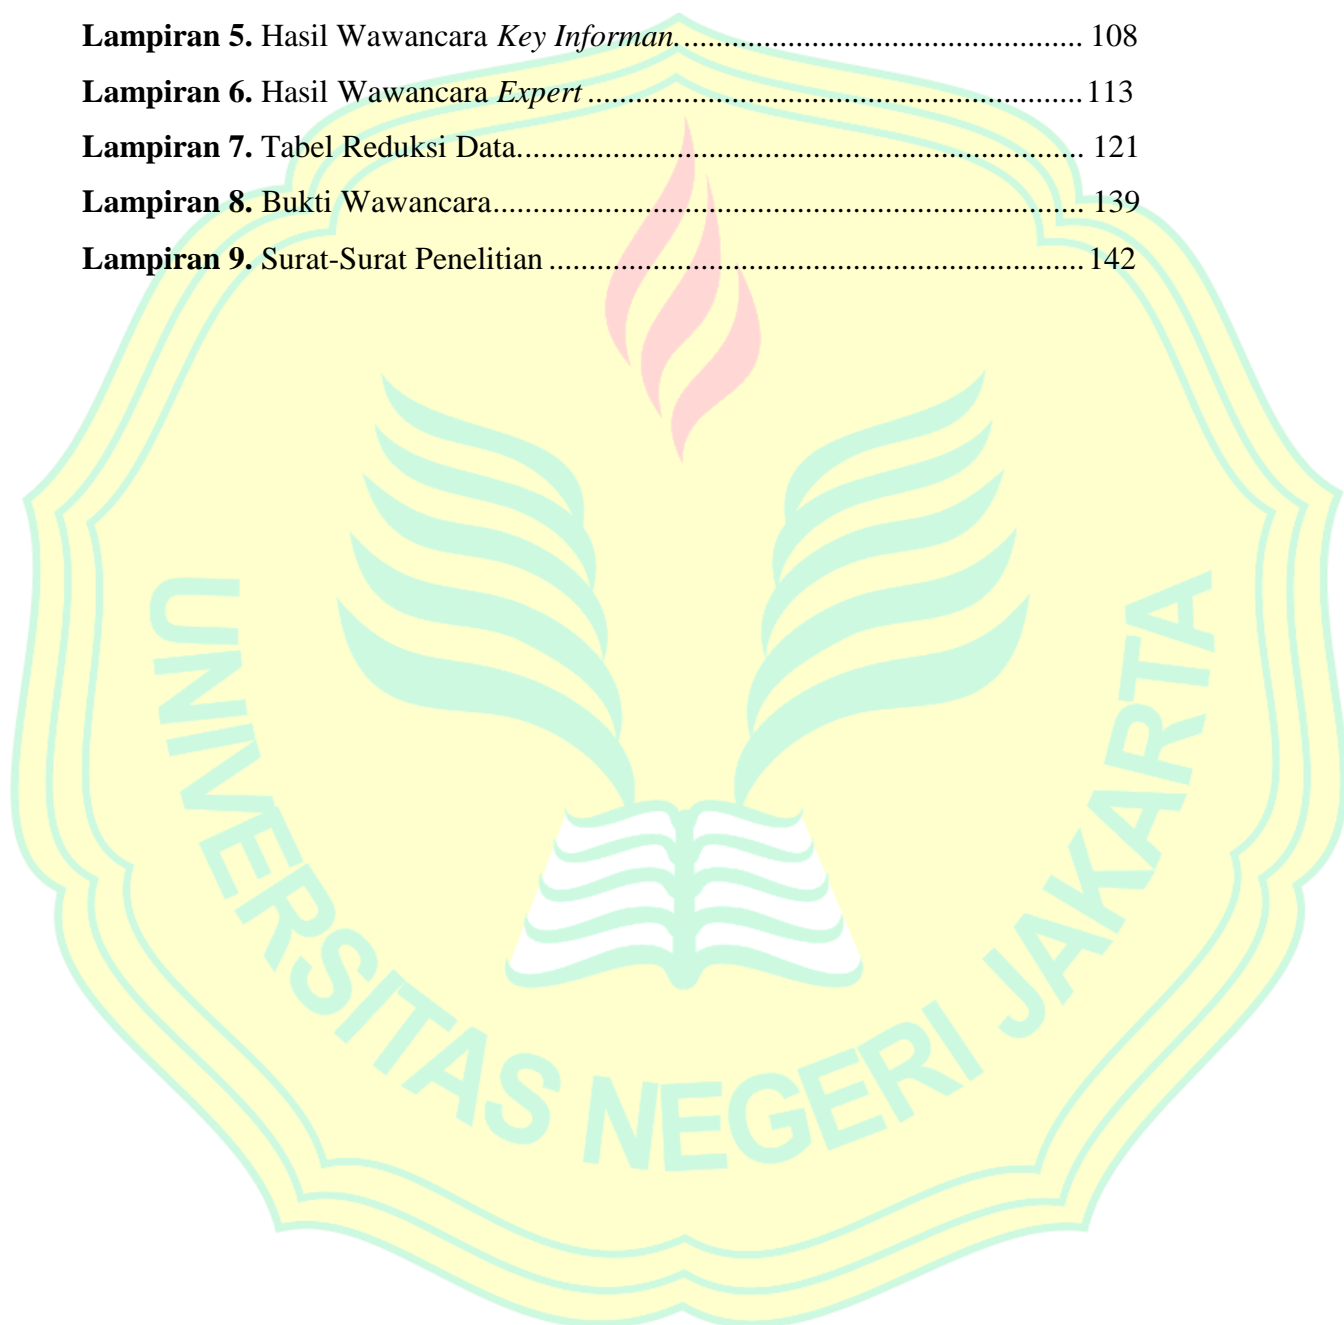 Lampiran 5. Hasil Wawancara Key Informan. .................................................. 108
Lampiran 6. Hasil Wawancara Expert .............................................................. 113
Lampiran 7. Tabel Reduksi Data...................................................................... 121
Lampiran 8. Bukti Wawancara.......................................................................... 139
Lampiran 9. Surat-Surat Penelitian ................................................................... 142
UNIVERSITAS NEGERI JAKARTA